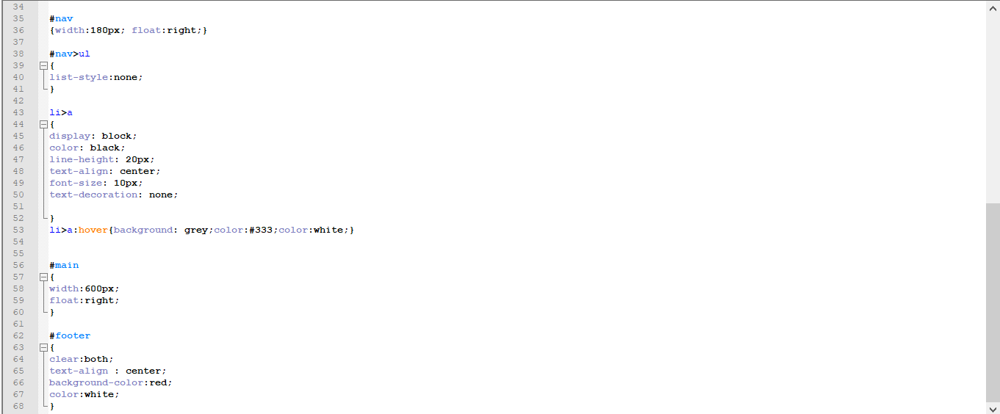 34
35 #nav
36 {width:180px; float:right;}
37
38 #nav>ul
39 {
40 list-style:none;
41 }
42
43 li>a
44 {
45 display: block;
46 color: black;
47 line-height: 20px;
48 text-align: center;
49 font-size: 10px;
50 text-decoration: none;
51
52 }
53 li>a:hover{background: grey;color:#333;color:white;}
54
55
56 #main
57 {
58 width:600px;
59 float:right;
60 }
61
62 #footer
63 {
64 clear:both;
65 text-align : center;
66 background-color:red;
67 color:white;
68 }